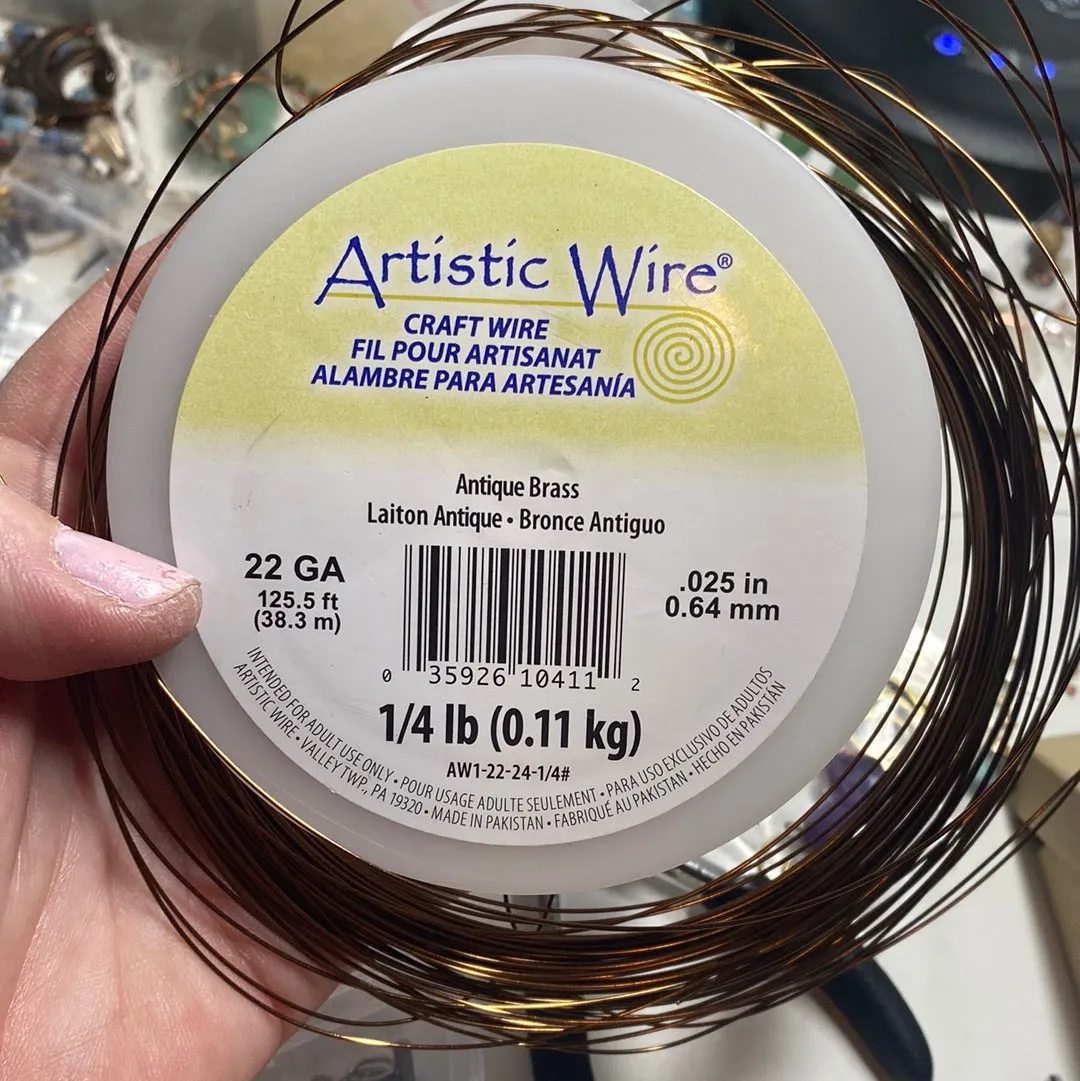 Artistic Wire®
CRAFT WIRE
FIL POUR ARTISANAT
ALAMBRE PARA ARTESANÍA
Antique Brass
Laiton Antique • Bronce Antiguo
22 GA
125.5 ft
(38.3 m)
.025 in
0.64 mm
0 35926 10411 2
1/4 lb (0.11 kg)
AW1-22-24-1/4#
INTENDED FOR ADULT USE ONLY • POUR USAGE ADULTE SEULEMENT • PARA USO EXCLUSIVO DE ADULTOS
ARTISTIC WIRE • VALLEY TWP., PA 19320 • MADE IN PAKISTAN • FABRIQUÉ AU PAKISTAN • HECHO EN PAKISTÁN